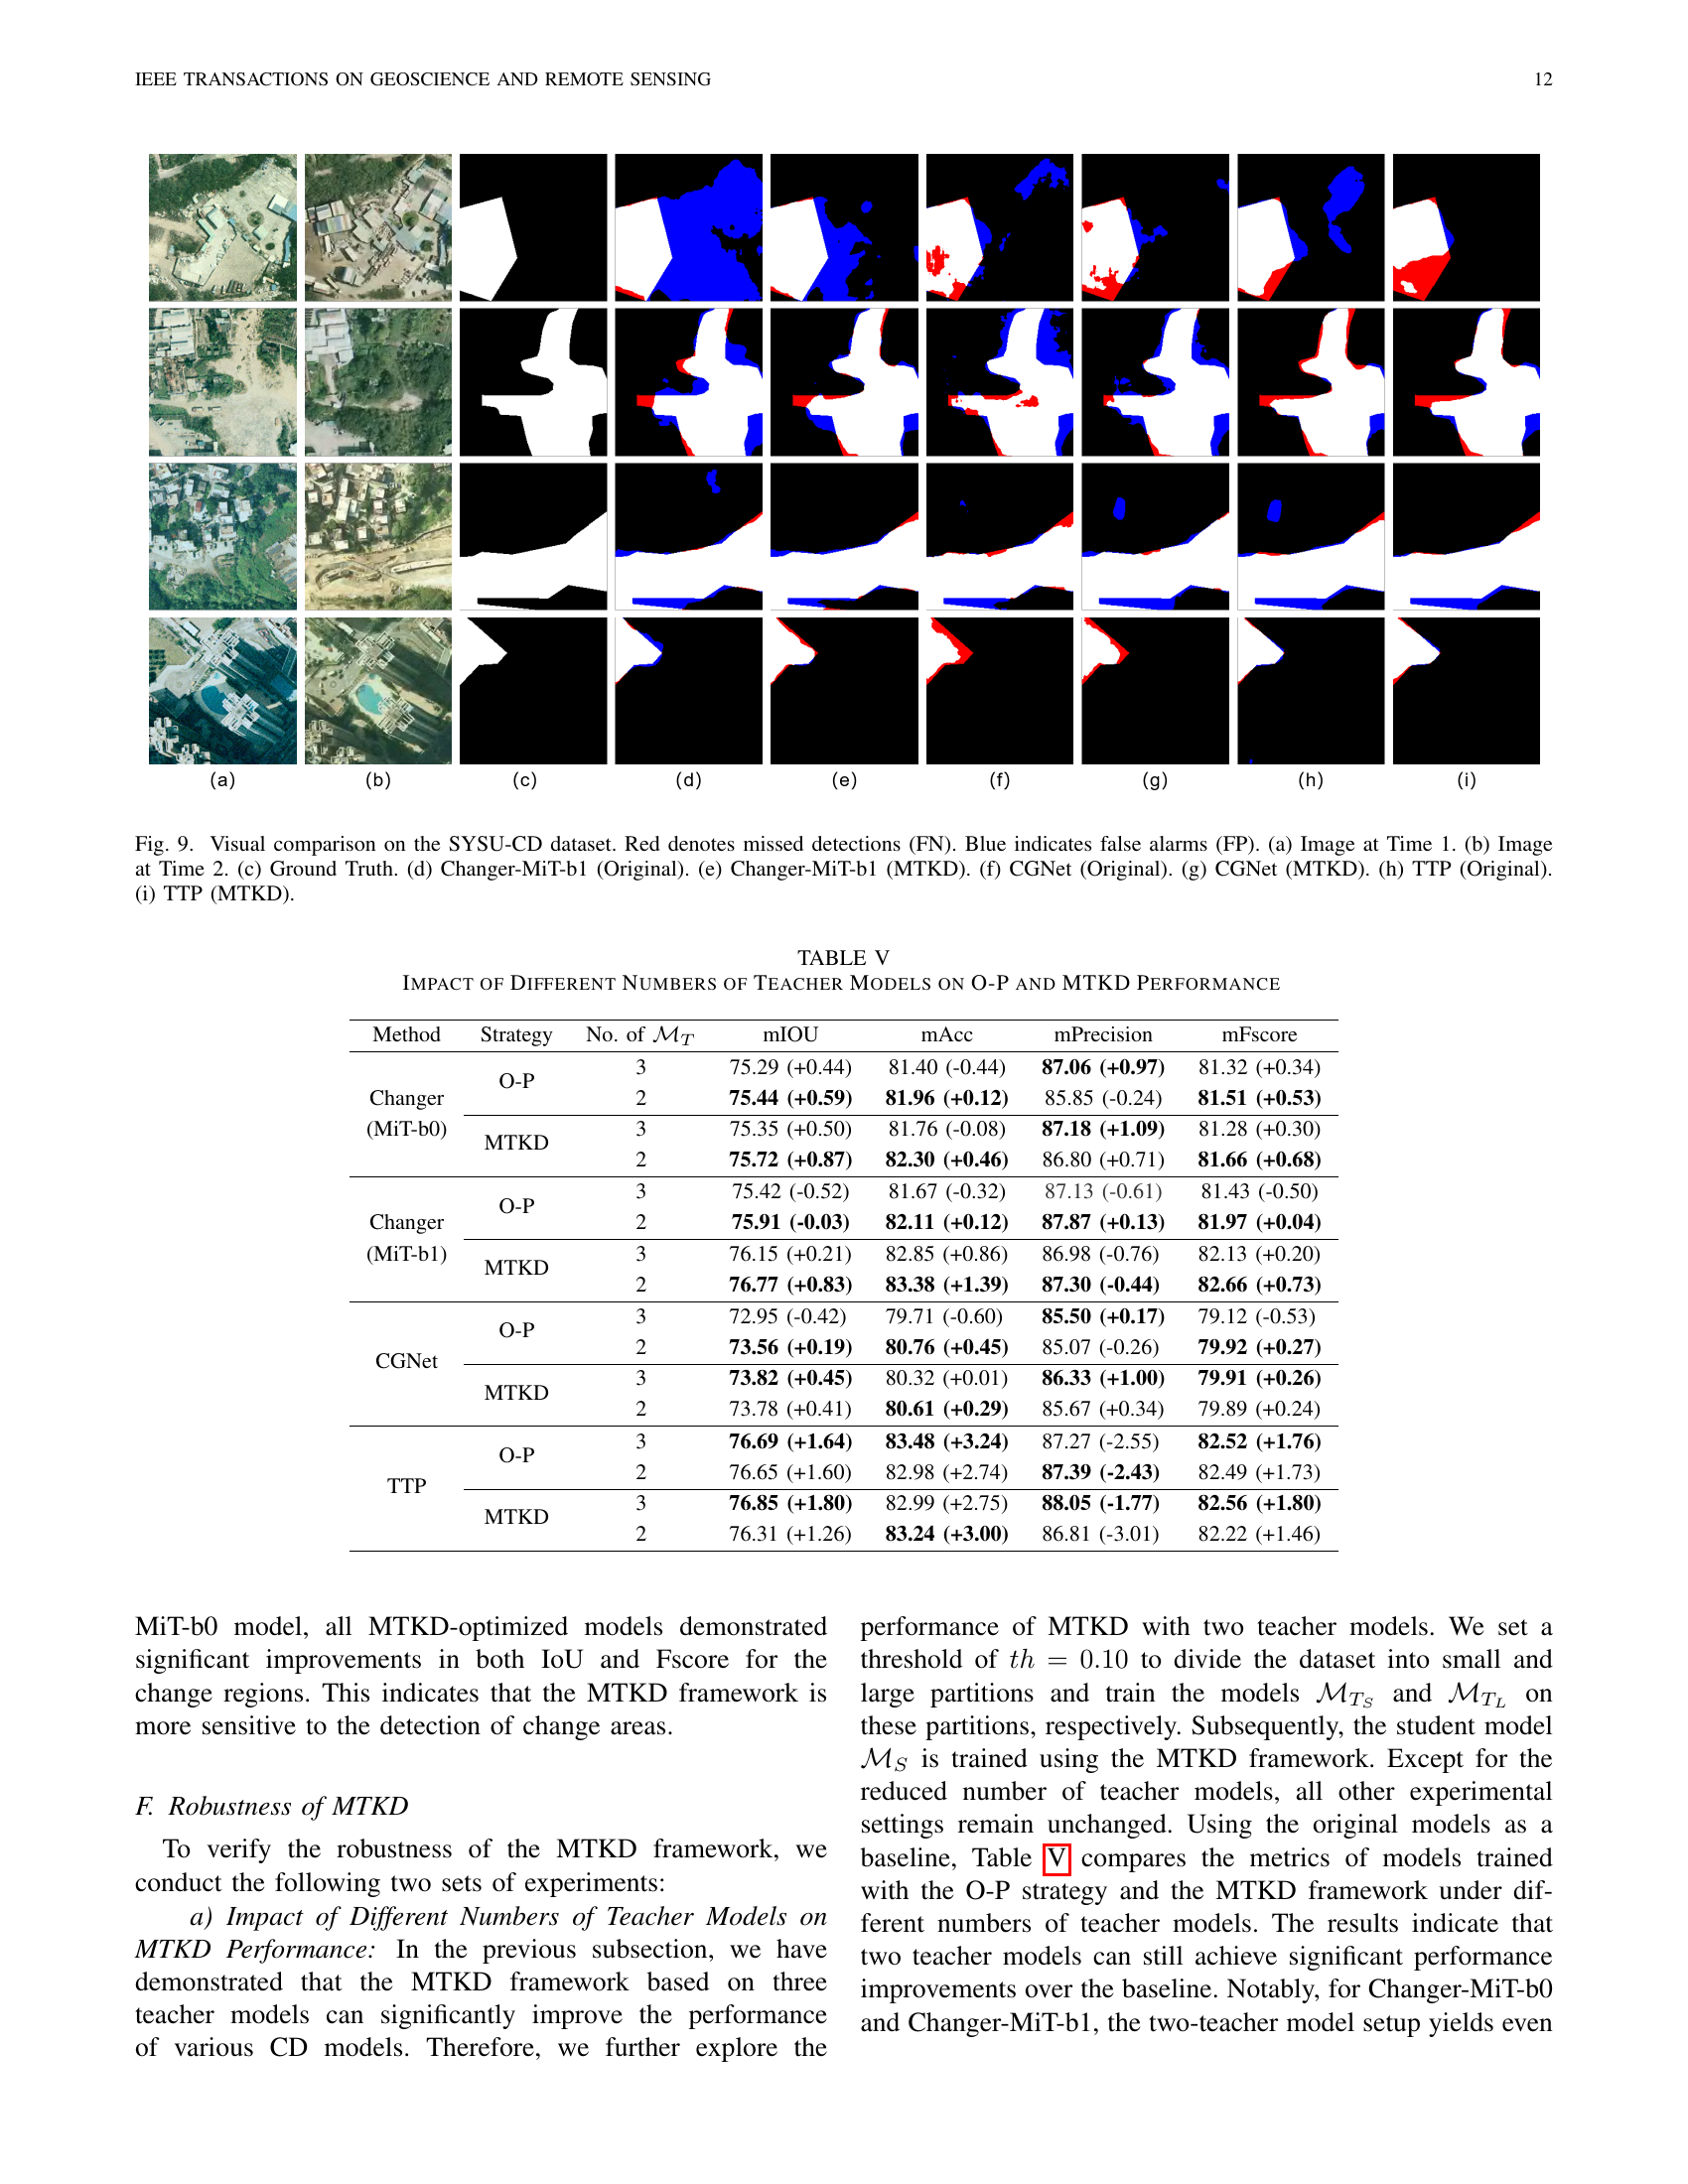 IEEE TRANSACTIONS ON GEOSCIENCE AND REMOTE SENSING 12
(a) (b) (c) (d) (e) (f) (g) (h) (i)
Fig. 9. Visual comparison on the SYSU-CD dataset. Red denotes missed detections (FN). Blue indicates false alarms (FP). (a) Image at Time 1. (b) Image
at Time 2. (c) Ground Truth. (d) Changer-MiT-b1 (Original). (e) Changer-MiT-b1 (MTKD). (f) CGNet (Original). (g) CGNet (MTKD). (h) TTP (Original).
(i) TTP (MTKD).
TABLE V
IMPACT OF DIFFERENT NUMBERS OF TEACHER MODELS ON O-P AND MTKD PERFORMANCE
Method Strategy No. of $\mathcal{M}_T$ mIOU mAcc mPrecision mFscore
Changer (MiT-b0) O-P 3 75.29 (+0.44) 81.40 (-0.44) 87.06 (+0.97) 81.32 (+0.34)
2 75.44 (+0.59) 81.96 (+0.12) 85.85 (-0.24) 81.51 (+0.53)
MTKD 3 75.35 (+0.50) 81.76 (-0.08) 87.18 (+1.09) 81.28 (+0.30)
2 75.72 (+0.87) 82.30 (+0.46) 86.80 (+0.71) 81.66 (+0.68)
Changer (MiT-b1) O-P 3 75.42 (-0.52) 81.67 (-0.32) 87.13 (-0.61) 81.43 (-0.50)
2 75.91 (-0.03) 82.11 (+0.12) 87.87 (+0.13) 81.97 (+0.04)
MTKD 3 76.15 (+0.21) 82.85 (+0.86) 86.98 (-0.76) 82.13 (+0.20)
2 76.77 (+0.83) 83.38 (+1.39) 87.30 (-0.44) 82.66 (+0.73)
CGNet O-P 3 72.95 (-0.42) 79.71 (-0.60) 85.50 (+0.17) 79.12 (-0.53)
2 73.56 (+0.19) 80.76 (+0.45) 85.07 (-0.26) 79.92 (+0.27)
MTKD 3 73.82 (+0.45) 80.32 (+0.01) 86.33 (+1.00) 79.91 (+0.26)
2 73.78 (+0.41) 80.61 (+0.29) 85.67 (+0.34) 79.89 (+0.24)
TTP O-P 3 76.69 (+1.64) 83.48 (+3.24) 87.27 (-2.55) 82.52 (+1.76)
2 76.65 (+1.60) 82.98 (+2.74) 87.39 (-2.43) 82.49 (+1.73)
MTKD 3 76.85 (+1.80) 82.99 (+2.75) 88.05 (-1.77) 82.56 (+1.80)
2 76.31 (+1.26) 83.24 (+3.00) 86.81 (-3.01) 82.22 (+1.46)
MiT-b0 model, all MTKD-optimized models demonstrated
significant improvements in both IoU and Fscore for the
change regions. This indicates that the MTKD framework is
more sensitive to the detection of change areas.
F. Robustness of MTKD
To verify the robustness of the MTKD framework, we
conduct the following two sets of experiments:
a) Impact of Different Numbers of Teacher Models on
MTKD Performance: In the previous subsection, we have
demonstrated that the MTKD framework based on three
teacher models can significantly improve the performance
of various CD models. Therefore, we further explore the
performance of MTKD with two teacher models. We set a
threshold of $th = 0.10$ to divide the dataset into small and
large partitions and train the models $\mathcal{M}_{T_S}$ and $\mathcal{M}_{T_L}$ on
these partitions, respectively. Subsequently, the student model
$\mathcal{M}_S$ is trained using the MTKD framework. Except for the
reduced number of teacher models, all other experimental
settings remain unchanged. Using the original models as a
baseline, Table V compares the metrics of models trained
with the O-P strategy and the MTKD framework under dif-
ferent numbers of teacher models. The results indicate that
two teacher models can still achieve significant performance
improvements over the baseline. Notably, for Changer-MiT-b0
and Changer-MiT-b1, the two-teacher model setup yields even